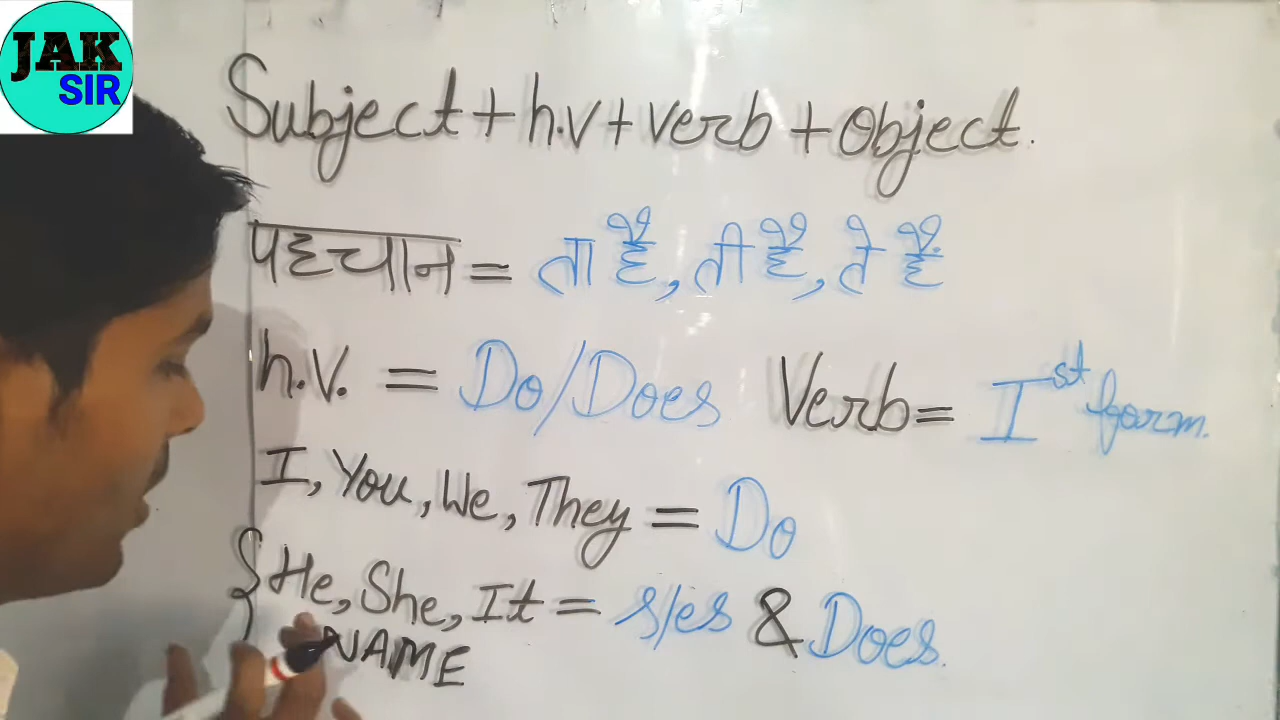 JAK
SIR
Subject + h.v + verb + object.
पहचान = ता है, ती है, ते हैं
h.v. = Do/Does Verb = Ist form.
I, You, We, They = Do
{He, She, It = s/es & Does.
NAME